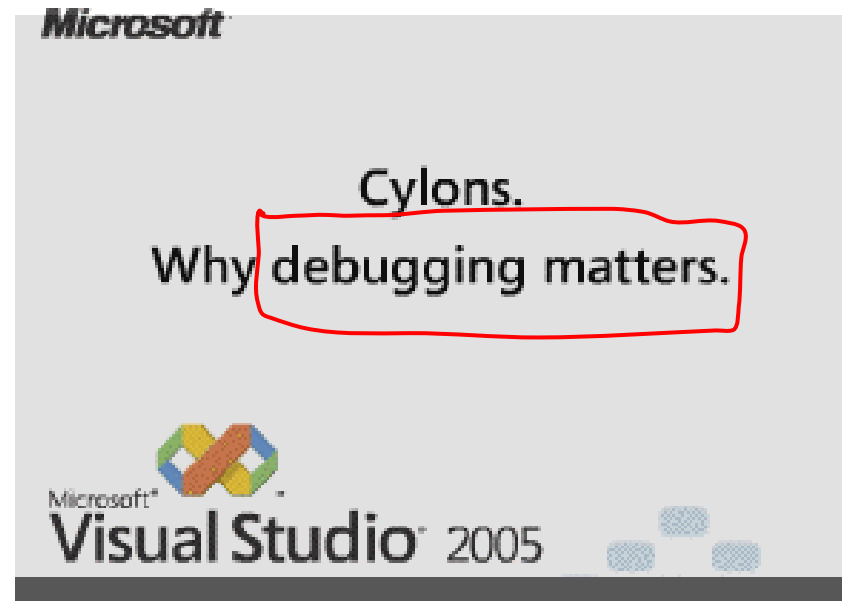 Microsoft
Cylons.
Why debugging matters.
Microsoft®
Visual Studio 2005